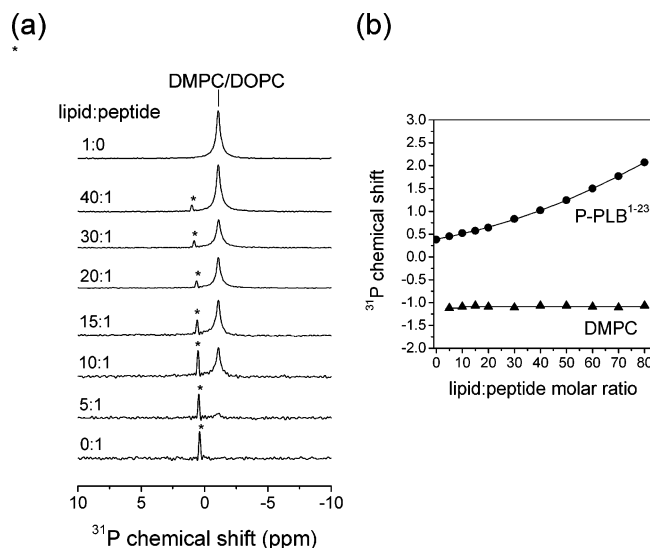 (a)
*
DMPC/DOPC
lipid:peptide
1:0
40:1
*
30:1
*
20:1
*
15:1
*
10:1
*
5:1
*
0:1
*
10 5 0 -5 -10
³¹P chemical shift (ppm)
(b)
3.0
2.5
2.0
1.5
1.0
0.5
0.0
-0.5
-1.0
-1.5
-2.0
³¹P chemical shift
P-PLB¹⁻²³
DMPC
0 10 20 30 40 50 60 70 80
lipid:peptide molar ratio